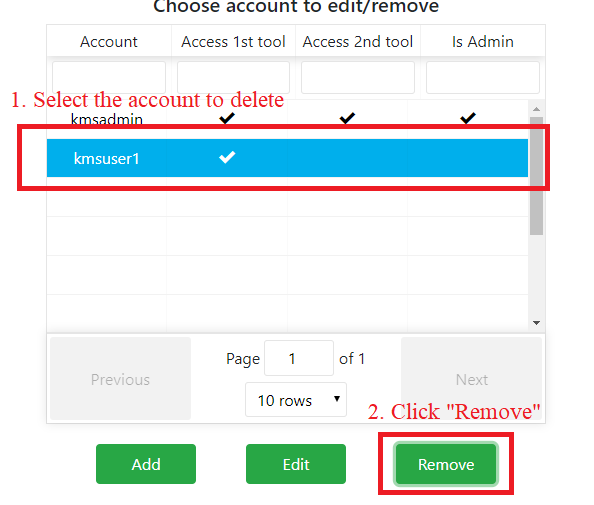 Choose account to edit/remove
Account Access 1st tool Access 2nd tool Is Admin
1. Select the account to delete
kmsadmin
kmsuser1
Previous Page 1 of 1 Next
10 rows
2. Click "Remove"
Add Edit Remove